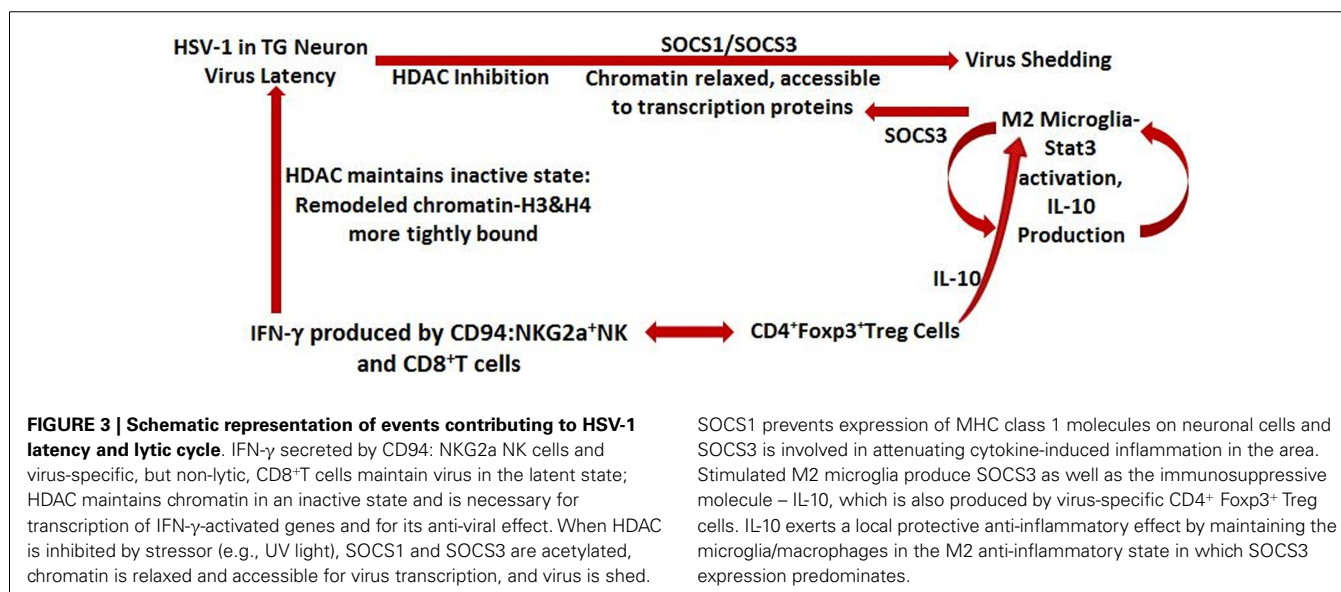 HSV-1 in TG Neuron
Virus Latency
SOCS1/SOCS3
HDAC Inhibition
Chromatin relaxed, accessible
to transcription proteins
Virus Shedding
SOCS3
M2 Microglia-
Stat3
activation,
IL-10
Production
HDAC maintains inactive state:
Remodeled chromatin-H3&H4
more tightly bound
IL-10
IFN-γ produced by CD94:NKG2a⁺NK
and CD8⁺T cells
CD4⁺Foxp3⁺Treg Cells
FIGURE 3 | Schematic representation of events contributing to HSV-1
latency and lytic cycle. IFN-γ secreted by CD94: NKG2a NK cells and
virus-specific, but non-lytic, CD8⁺T cells maintain virus in the latent state;
HDAC maintains chromatin in an inactive state and is necessary for
transcription of IFN-γ-activated genes and for its anti-viral effect. When HDAC
is inhibited by stressor (e.g., UV light), SOCS1 and SOCS3 are acetylated,
chromatin is relaxed and accessible for virus transcription, and virus is shed.
SOCS1 prevents expression of MHC class 1 molecules on neuronal cells and
SOCS3 is involved in attenuating cytokine-induced inflammation in the area.
Stimulated M2 microglia produce SOCS3 as well as the immunosuppressive
molecule – IL-10, which is also produced by virus-specific CD4⁺ Foxp3⁺ Treg
cells. IL-10 exerts a local protective anti-inflammatory effect by maintaining the
microglia/macrophages in the M2 anti-inflammatory state in which SOCS3
expression predominates.